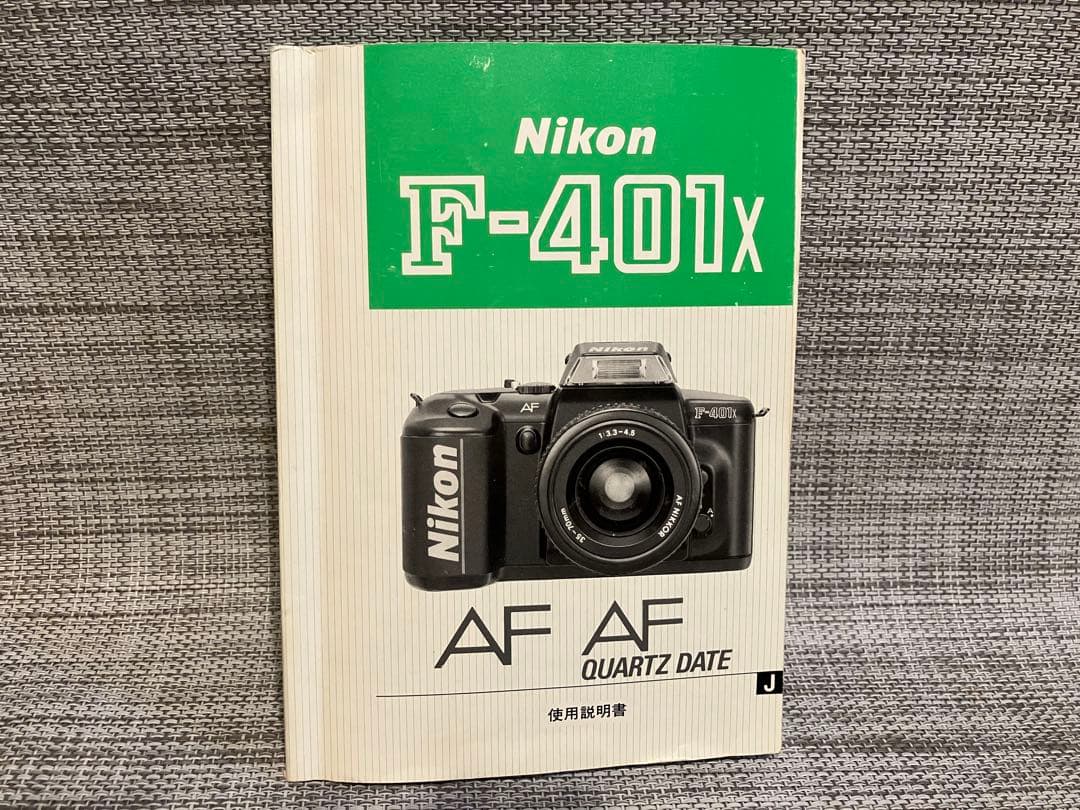 Nikon
F-401x
Nikon
AF
F-401x
1:3.3-4.5
Nikon
AF NIKKOR
35-70mm
A
AF AF
QUARTZ DATE
J
使用説明書